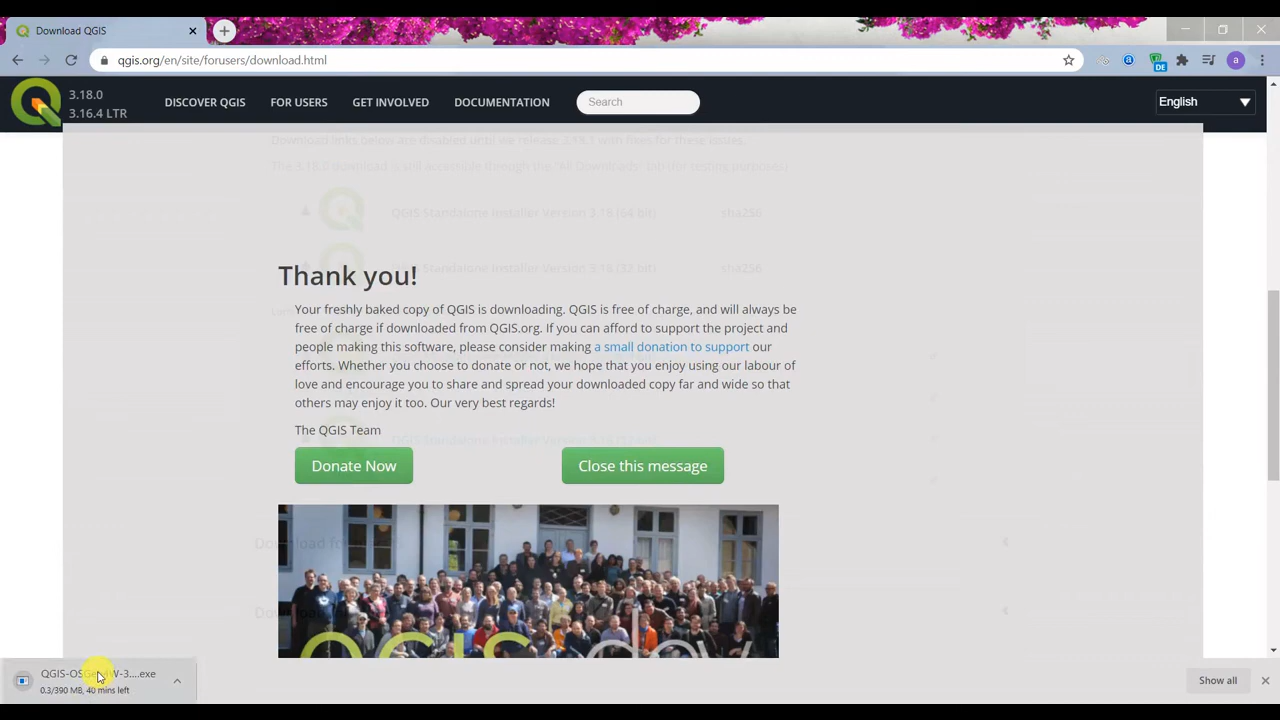 Download QGIS
qgis.org/en/site/forusers/download.html
a
DE
a
3.18.0
3.16.4 LTR
DISCOVER QGIS
FOR USERS
GET INVOLVED
DOCUMENTATION
Search
English
Download links below are disabled until we release 3.18.1 with fixes for these issues.
The 3.18.0 download is still accessible through the "All Downloads" tab (for testing purposes)
QGIS Standalone Installer Version 3.18 (64 bit) sha256
QGIS Standalone Installer Version 3.18 (32 bit) sha256
Thank you!
Your freshly baked copy of QGIS is downloading. QGIS is free of charge, and will always be
free of charge if downloaded from QGIS.org. If you can afford to support the project and
people making this software, please consider making a small donation to support our
efforts. Whether you choose to donate or not, we hope that you enjoy using our labour of
love and encourage you to share and spread your downloaded copy far and wide so that
others may enjoy it too. Our very best regards!
The QGIS Team
Donate Now
Close this message
Download for
QGIS dev
Download for
QGIS-OSGeo4W-3....exe
0.3/390 MB, 40 mins left
Show all